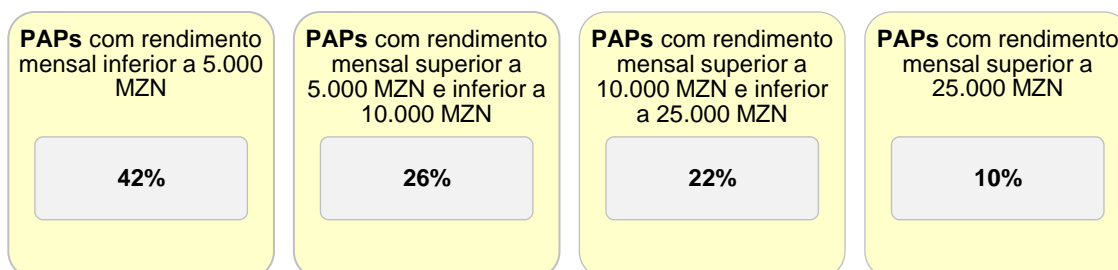 PAPs com rendimento
mensal inferior a 5.000
MZN
42%
PAPs com rendimento
mensal superior a
5.000 MZN e inferior a
10.000 MZN
26%
PAPs com rendimento
mensal superior a
10.000 MZN e inferior
a 25.000 MZN
22%
PAPs com rendimento
mensal superior a
25.000 MZN
10%